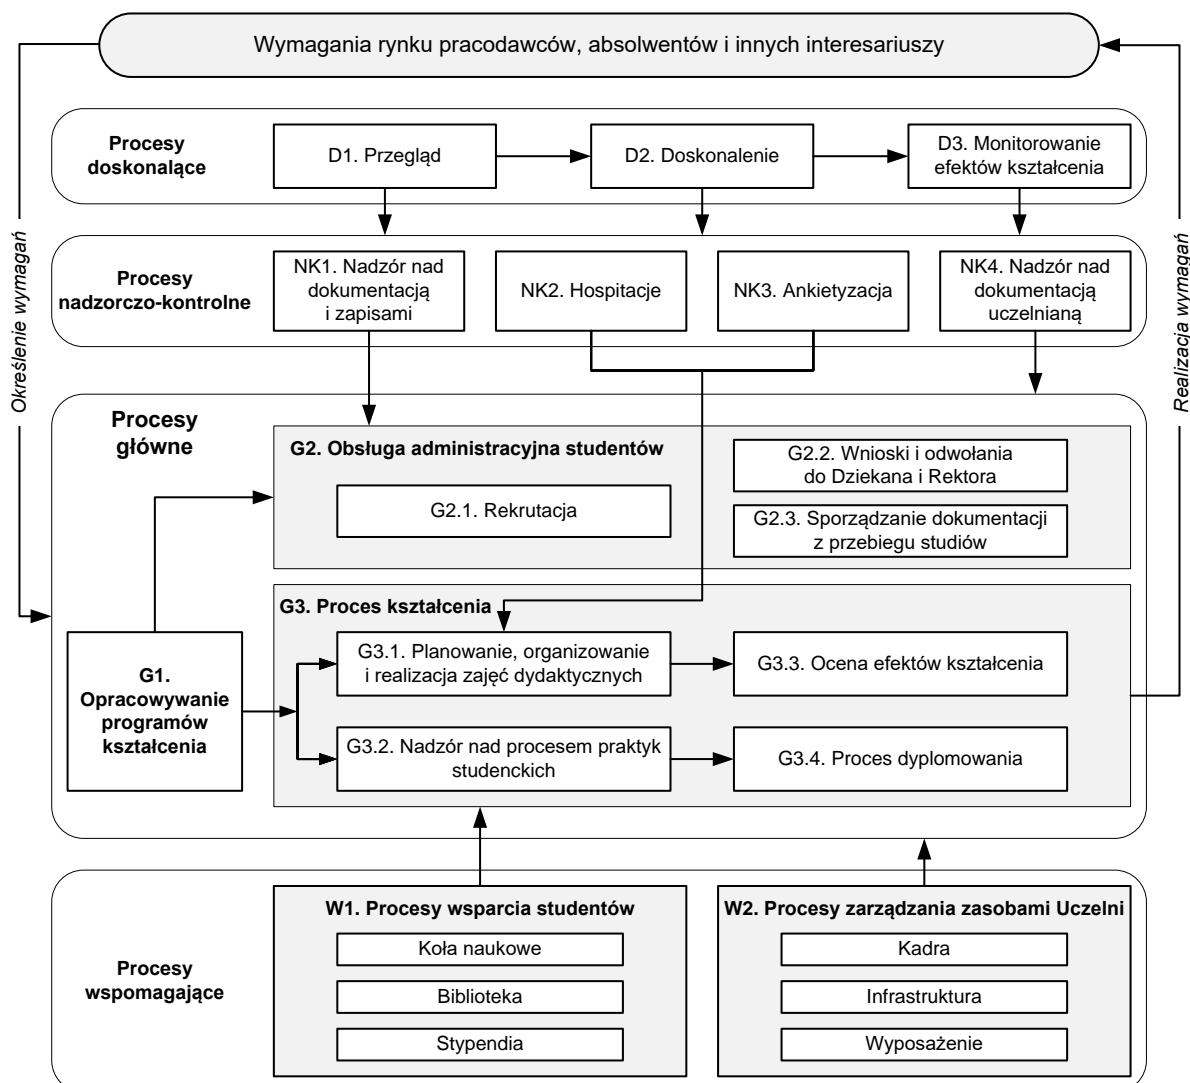 Wymagania rynku pracodawców, absolwentów i innych interesariuszy
Określenie wymagań
Realizacja wymagań
Procesy
doskonalące
D1. Przegląd
D2. Doskonalenie
D3. Monitorowanie
efektów kształcenia
Procesy
nadzorczo-kontrolne
NK1. Nadzór nad
dokumentacją
i zapisami
NK2. Hospitacje
NK3. Ankietyzacja
NK4. Nadzór nad
dokumentacją
uczelnianą
Procesy
główne
G2. Obsługa administracyjna studentów
G2.1. Rekrutacja
G2.2. Wnioski i odwołania
do Dziekana i Rektora
G2.3. Sporządzanie dokumentacji
z przebiegu studiów
G1.
Opracowywanie
programów
kształcenia
G3. Proces kształcenia
G3.1. Planowanie, organizowanie
i realizacja zajęć dydaktycznych
G3.3. Ocena efektów kształcenia
G3.2. Nadzór nad procesem praktyk
studenckich
G3.4. Proces dyplomowania
Procesy
wspomagające
W1. Procesy wsparcia studentów
Koła naukowe
Biblioteka
Stypendia
W2. Procesy zarządzania zasobami Uczelni
Kadra
Infrastruktura
Wyposażenie